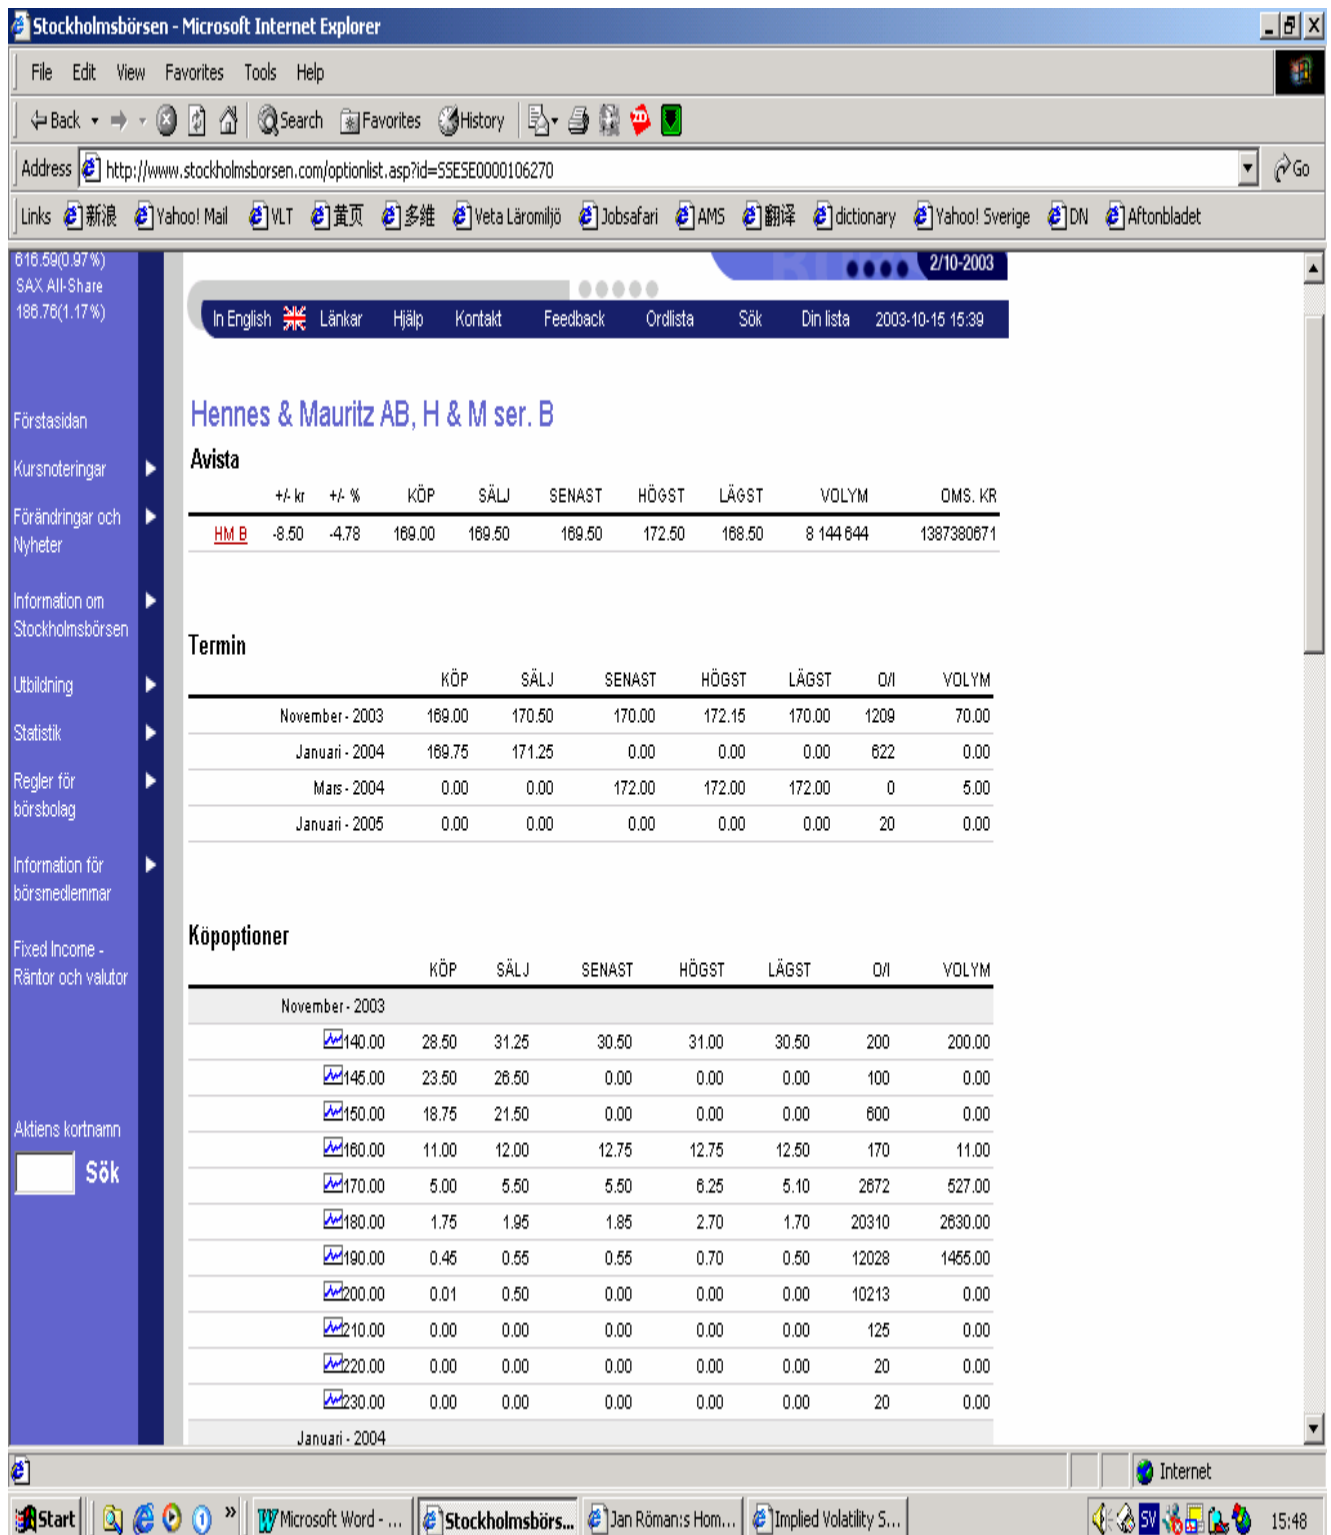 Stockholmsbörsen - Microsoft Internet Explorer
File Edit View Favorites Tools Help
Back Search Favorites History
Address http://www.stockholmsborsen.com/optionlist.asp?id=SSESE0000106270 Go
Links 新浪 Yahoo! Mail VLT 黄页 多维 Veta Läromiljö Jobsafari AMS 翻译 dictionary Yahoo! Sverige DN Aftonbladet
616.59(0.97%)
SAX All-Share
186.76(1.17%)
2/10-2003
In English Länkar Hjälp Kontakt Feedback Ordlista Sök Din lista 2003-10-15 15:39
Förstasidan
Kursnoteringar
Förändringar och
Nyheter
Information om
Stockholmsbörsen
Utbildning
Statistik
Regler för
börsbolag
Information för
börsmedlemmar
Fixed Income -
Räntor och valutor
Aktiens kortnamn
Sök
Hennes & Mauritz AB, H & M ser. B
Avista
+/- kr +/- % KÖP SÄLJ SENAST HÖGST LÄGST VOLYM OMS. KR
HM B -8.50 -4.78 169.00 169.50 169.50 172.50 168.50 8 144 644 1387380671
Termin
KÖP SÄLJ SENAST HÖGST LÄGST O/I VOLYM
November - 2003 169.00 170.50 170.00 172.15 170.00 1209 70.00
Januari - 2004 169.75 171.25 0.00 0.00 0.00 622 0.00
Mars - 2004 0.00 0.00 172.00 172.00 172.00 0 5.00
Januari - 2005 0.00 0.00 0.00 0.00 0.00 20 0.00
Köpoptioner
KÖP SÄLJ SENAST HÖGST LÄGST O/I VOLYM
November - 2003
140.00 28.50 31.25 30.50 31.00 30.50 200 200.00
145.00 23.50 26.50 0.00 0.00 0.00 100 0.00
150.00 18.75 21.50 0.00 0.00 0.00 600 0.00
160.00 11.00 12.00 12.75 12.75 12.50 170 11.00
170.00 5.00 5.50 5.50 6.25 5.10 2672 527.00
180.00 1.75 1.95 1.85 2.70 1.70 20310 2630.00
190.00 0.45 0.55 0.55 0.70 0.50 12028 1455.00
200.00 0.01 0.50 0.00 0.00 0.00 10213 0.00
210.00 0.00 0.00 0.00 0.00 0.00 125 0.00
220.00 0.00 0.00 0.00 0.00 0.00 20 0.00
230.00 0.00 0.00 0.00 0.00 0.00 20 0.00
Januari - 2004
Internet
Start » Microsoft Word - ... Stockholmsbörs... Jan Röman:s Hom... Implied Volatility S... SV 15:48